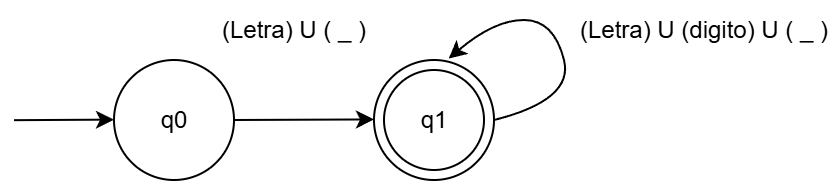 (Letra) U ( _ )
(Letra) U (digito) U ( _ )
q0
q1